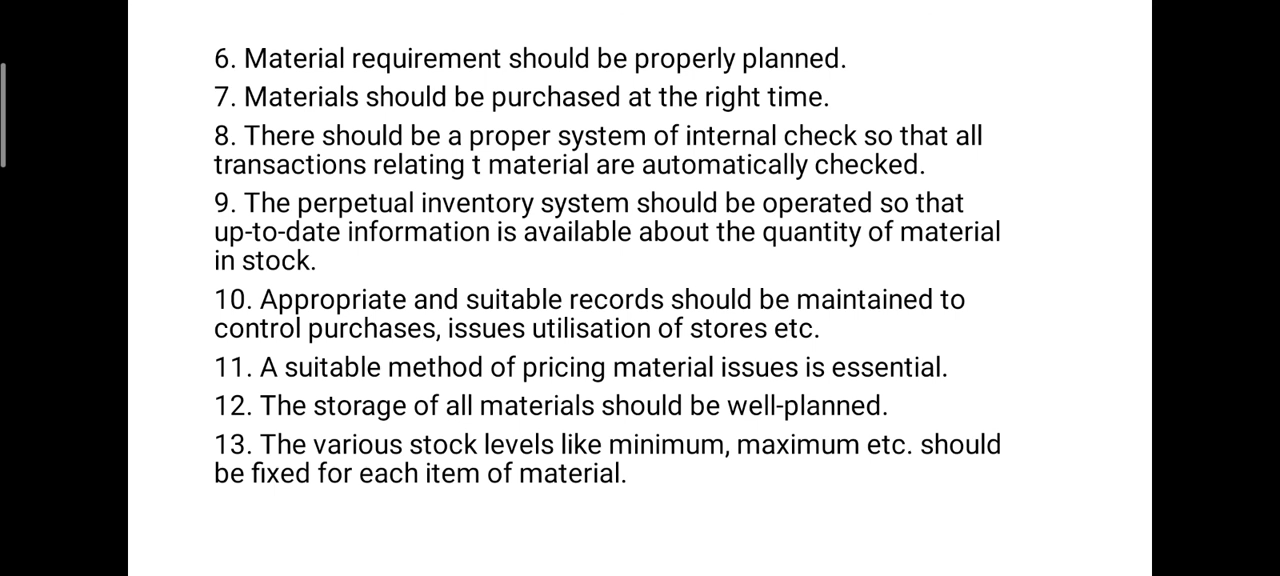 6. Material requirement should be properly planned.
7. Materials should be purchased at the right time.
8. There should be a proper system of internal check so that all
transactions relating t material are automatically checked.
9. The perpetual inventory system should be operated so that
up-to-date information is available about the quantity of material
in stock.
10. Appropriate and suitable records should be maintained to
control purchases, issues utilisation of stores etc.
11. A suitable method of pricing material issues is essential.
12. The storage of all materials should be well-planned.
13. The various stock levels like minimum, maximum etc. should
be fixed for each item of material.